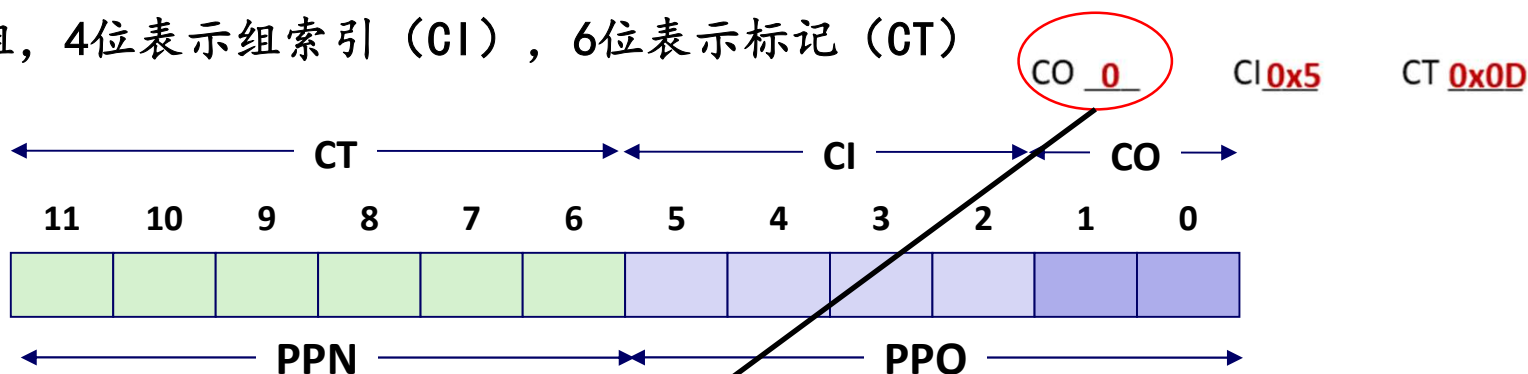 组，4位表示组索引（CI），6位表示标记（CT）
CO 0 CI 0x5 CT 0x0D
CT CI CO
11 10 9 8 7 6 5 4 3 2 1 0
PPN PPO